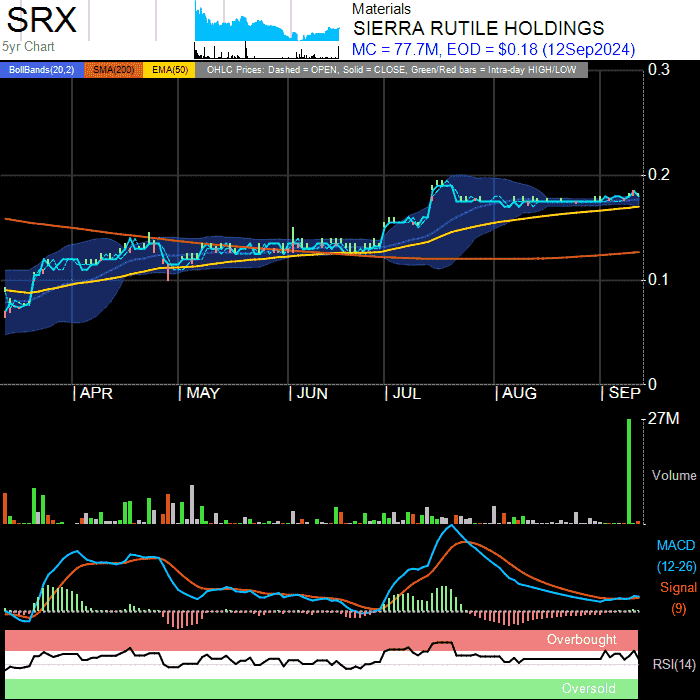 SRX
5yr Chart
Materials
SIERRA RUTILE HOLDINGS
MC = 77.7M, EOD = $0.18 (12Sep2024)
BollBands(20,2) SMA(200) EMA(50) OHLC Prices: Dashed = OPEN, Solid = CLOSE, Green/Red bars = Intra-day HIGH/LOW
0.3
0.2
0.1
0
APR MAY JUN JUL AUG SEP
27M
Volume
MACD
(12-26)
Signal
(9)
Overbought
RSI(14)
Oversold